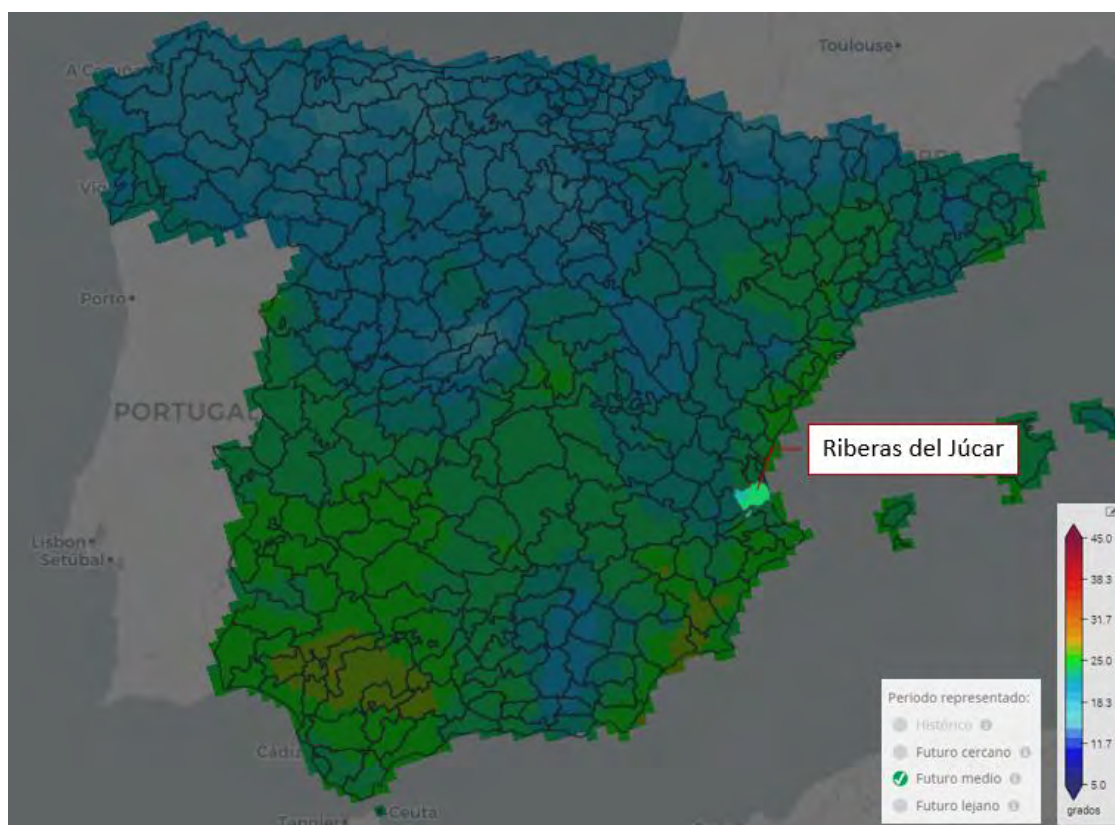 Toulouse
A Coruña
Porto
PORTUGAL
Riberas del Júcar
Lisbon
Setúbal
45.0
38.3
31.7
25.0
18.3
11.7
5.0
grados
Periodo representado:
Histórico
Futuro cercano
Futuro medio
Futuro lejano
Ceuta